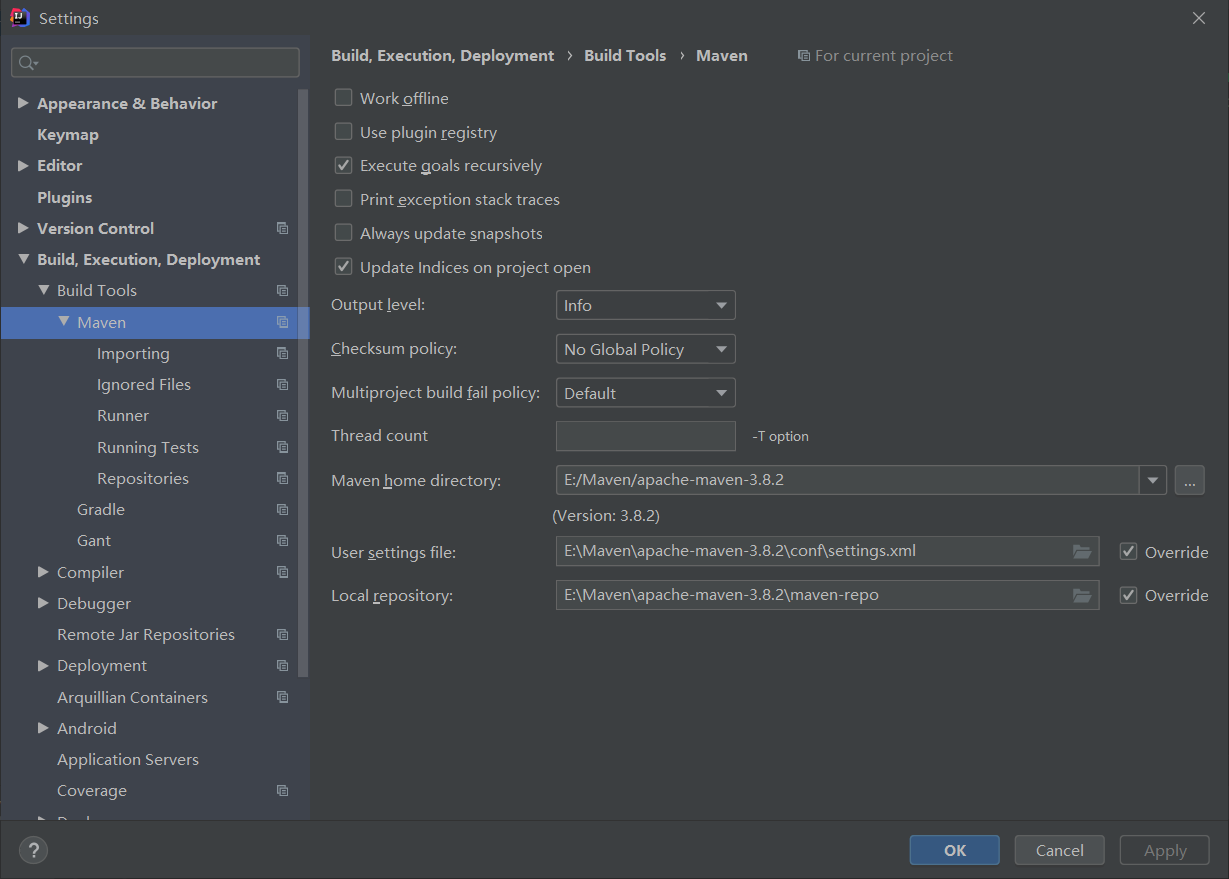 Settings
Appearance & Behavior
Keymap
Editor
Plugins
Version Control
Build, Execution, Deployment
Build Tools
Maven
Importing
Ignored Files
Runner
Running Tests
Repositories
Gradle
Gant
Compiler
Debugger
Remote Jar Repositories
Deployment
Arquillian Containers
Android
Application Servers
Coverage
Build, Execution, Deployment › Build Tools › Maven For current project
Work offline
Use plugin registry
Execute goals recursively
Print exception stack traces
Always update snapshots
Update Indices on project open
Output level: Info
Checksum policy: No Global Policy
Multiproject build fail policy: Default
Thread count -T option
Maven home directory: E:/Maven/apache-maven-3.8.2 ...
(Version: 3.8.2)
User settings file: E:\Maven\apache-maven-3.8.2\conf\settings.xml Override
Local repository: E:\Maven\apache-maven-3.8.2\maven-repo Override
? OK Cancel Apply